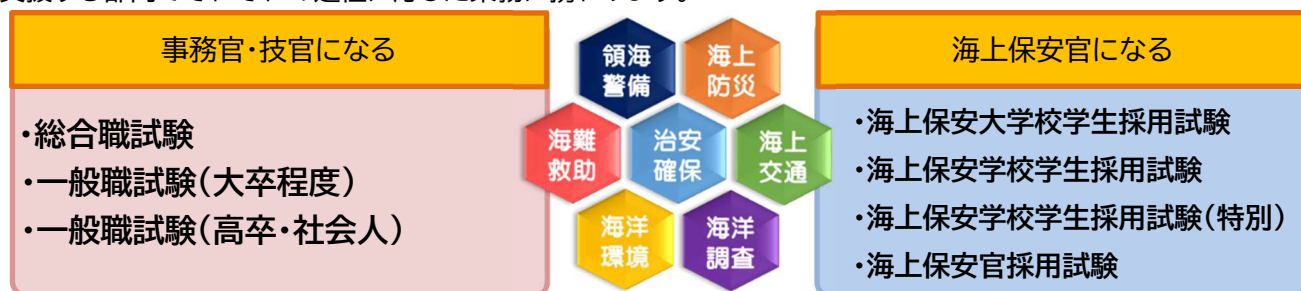 事務官・技官になる
・総合職試験
・一般職試験(大卒程度)
・一般職試験(高卒・社会人)
領海
警備
海上
防災
海難
救助
治安
確保
海上
交通
海洋
環境
海洋
調査
海上保安官になる
・海上保安大学校学生採用試験
・海上保安学校学生採用試験
・海上保安学校学生採用試験(特別)
・海上保安官採用試験